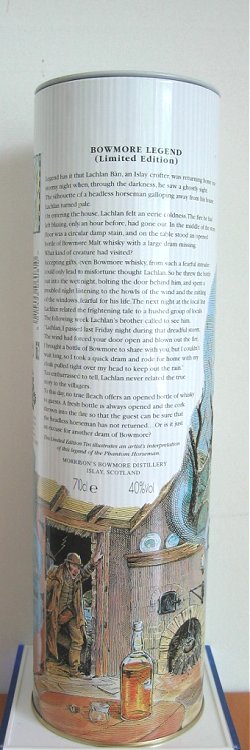 BOWMORE LEGEND
(Limited Edition)
Legend has it that Lachlan Bàn, an Islay crofter, was returning home one
stormy night when, through the darkness, he saw a ghostly sight.
The silhouette of a headless horseman galloping away from his house.
Lachlan turned pale.
On entering the house, Lachlan felt an eerie coldness. The fire he had
left blazing, only an hour before, had gone out. In the middle of the stone
floor was a circular damp stain, and on the table stood an opened
bottle of Bowmore Malt whisky with a large dram missing.
What kind of creature had visited?
Accepting gifts, even Bowmore whisky, from such a fearful intruder
could only lead to misfortune thought Lachlan. So he threw the bottle
out into the wet night, bolting the door behind him, and spent a
troubled night listening to the howls of the wind and the rattling
of the windows, fearful for his life. The next night at the local inn
Lachlan related the frightening tale to a hushed group of locals.
The following week Lachlan's brother called to see him.
'Lachlan, I passed last Friday night during that dreadful storm.
The wind had forced your door open and blown out the fire.
I brought a bottle of Bowmore to share with you, but I couldn't
wait long, so I took a quick dram and rode for home with my
cloak pulled tight over my head to keep out the rain.'
Too embarrassed to tell, Lachlan never related the true
story to the villagers.
To this day, no true Ileach offers an opened bottle of whisky
to guests. A fresh bottle is always opened and the cork
thrown into the fire so that the guest can be sure that
the headless horseman has not returned... Or is it just
an excuse for another dram of Bowmore?
This Limited Edition Tin illustrates an artist's interpretation
of this legend of the Phantom Horseman.
MORRISON'S BOWMORE DISTILLERY
ISLAY, SCOTLAND
70cl e 40%vol